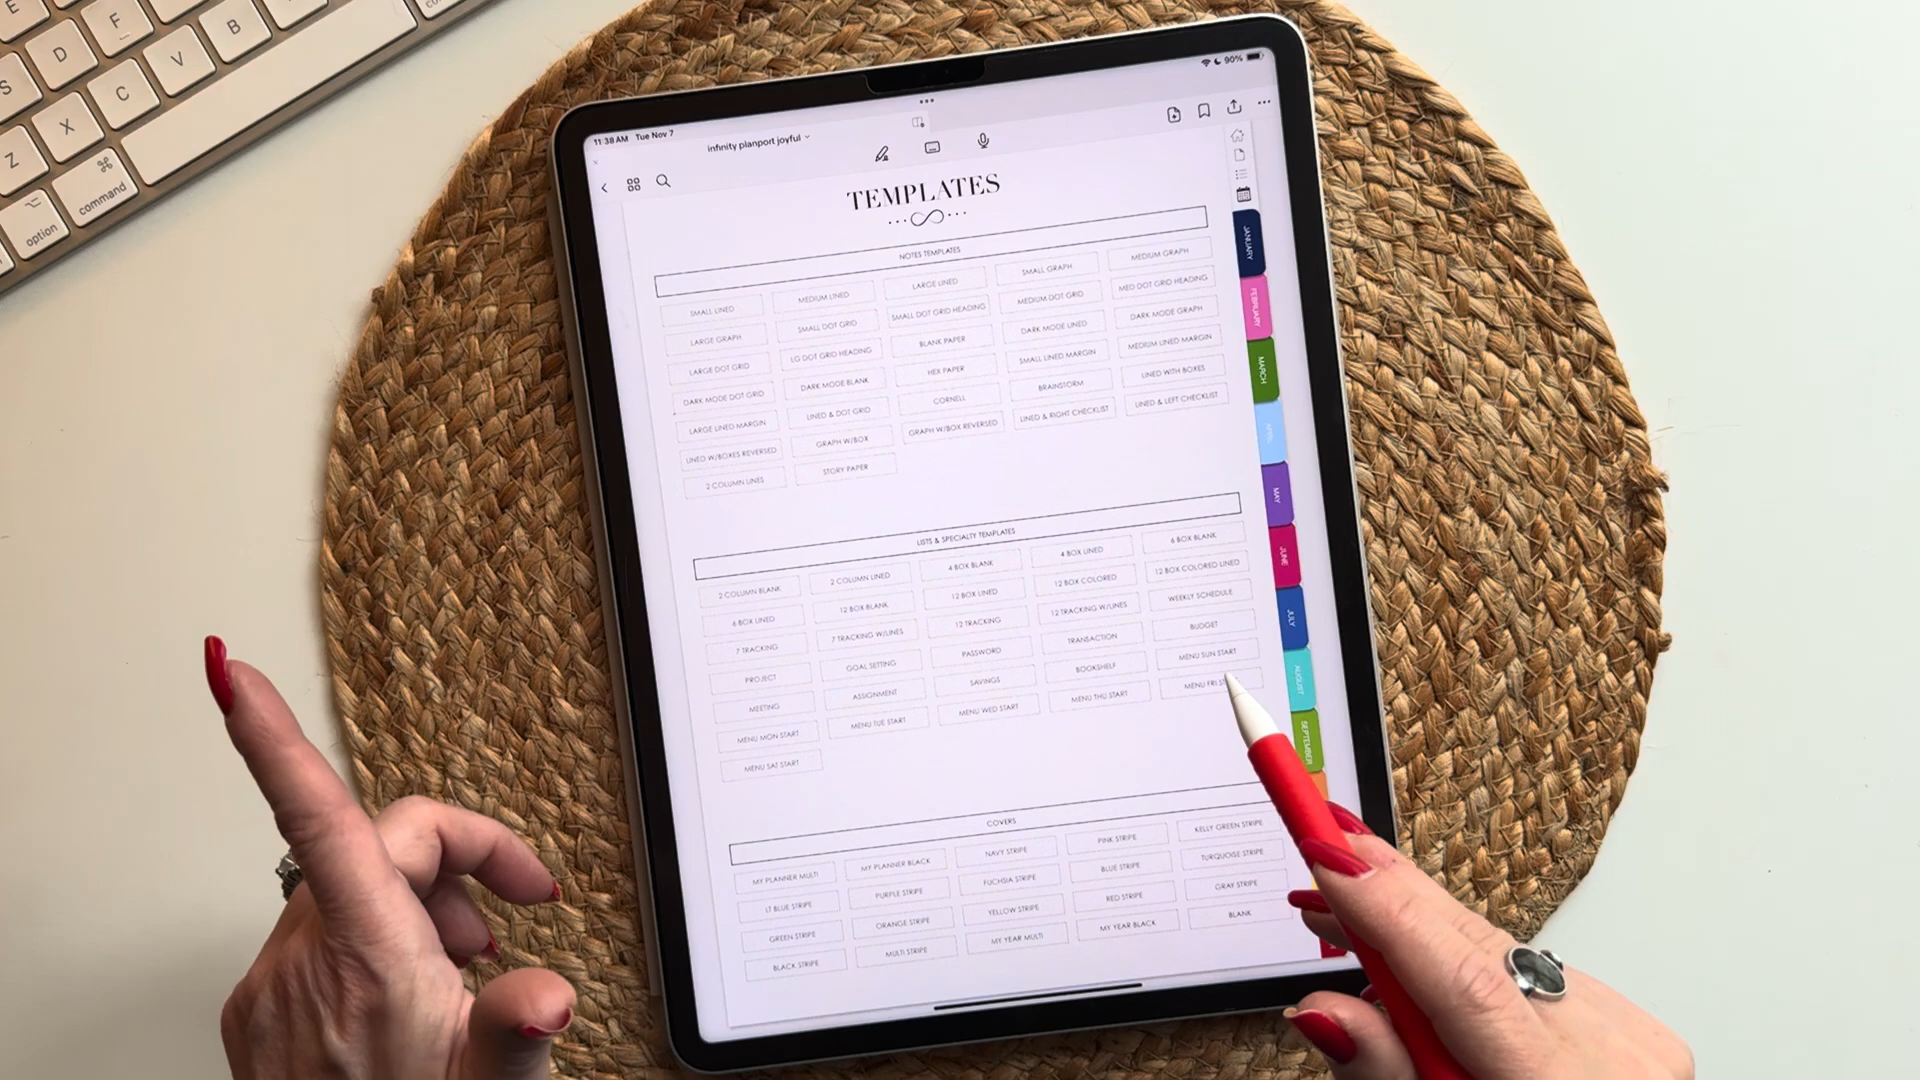 E
S D F
Z X C V B
⌥ option ⌘ command
11:38 AM Tue Nov 7
90%
infinity planport joyful
TEMPLATES
NOTES TEMPLATES
SMALL LINED MEDIUM LINED LARGE LINED SMALL GRAPH MEDIUM GRAPH
LARGE GRAPH SMALL DOT GRID SMALL DOT GRID HEADING MEDIUM DOT GRID MED DOT GRID HEADING
LARGE DOT GRID LG DOT GRID HEADING BLANK PAPER DARK MODE LINED DARK MODE GRAPH
DARK MODE DOT GRID DARK MODE BLANK HEX PAPER SMALL LINED MARGIN MEDIUM LINED MARGIN
LARGE LINED MARGIN LINED & DOT GRID CORNELL BRAINSTORM LINED WITH BOXES
LINED W/BOXES REVERSED GRAPH W/BOX GRAPH W/BOX REVERSED LINED & RIGHT CHECKLIST LINED & LEFT CHECKLIST
2 COLUMN LINES STORY PAPER
LISTS & SPECIALTY TEMPLATES
2 COLUMN BLANK 2 COLUMN LINED 4 BOX BLANK 4 BOX LINED 6 BOX BLANK
6 BOX LINED 12 BOX BLANK 12 BOX LINED 12 BOX COLORED 12 BOX COLORED LINED
7 TRACKING 7 TRACKING W/LINES 12 TRACKING 12 TRACKING W/LINES WEEKLY SCHEDULE
PROJECT GOAL SETTING PASSWORD TRANSACTION BUDGET
MEETING ASSIGNMENT SAVINGS BOOKSHELF MENU SUN START
MENU MON START MENU TUE START MENU WED START MENU THU START MENU FRI
MENU SAT START
COVERS
MY PLANNER MULTI MY PLANNER BLACK NAVY STRIPE PINK STRIPE KELLY GREEN STRIPE
LT BLUE STRIPE PURPLE STRIPE FUCHSIA STRIPE BLUE STRIPE TURQUOISE STRIPE
GREEN STRIPE ORANGE STRIPE YELLOW STRIPE RED STRIPE GRAY STRIPE
BLACK STRIPE MULTI STRIPE MY YEAR MULTI MY YEAR BLACK BLANK
JANUARY
FEBRUARY
MARCH
APRIL
MAY
JUNE
JULY
AUGUST
SEPTEMBER